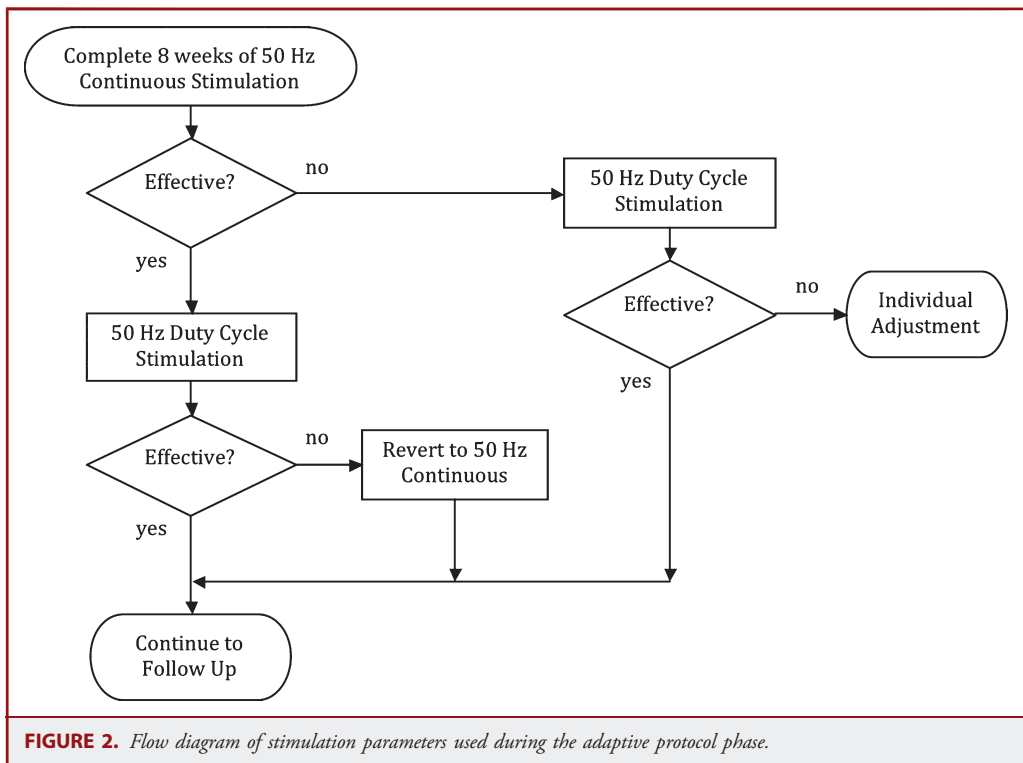 Complete 8 weeks of 50 Hz
Continuous Stimulation
Effective?
no
50 Hz Duty Cycle
Stimulation
yes
Effective?
no
Individual
Adjustment
yes
50 Hz Duty Cycle
Stimulation
Effective?
no
Revert to 50 Hz
Continuous
yes
Continue to
Follow Up
FIGURE 2. Flow diagram of stimulation parameters used during the adaptive protocol phase.